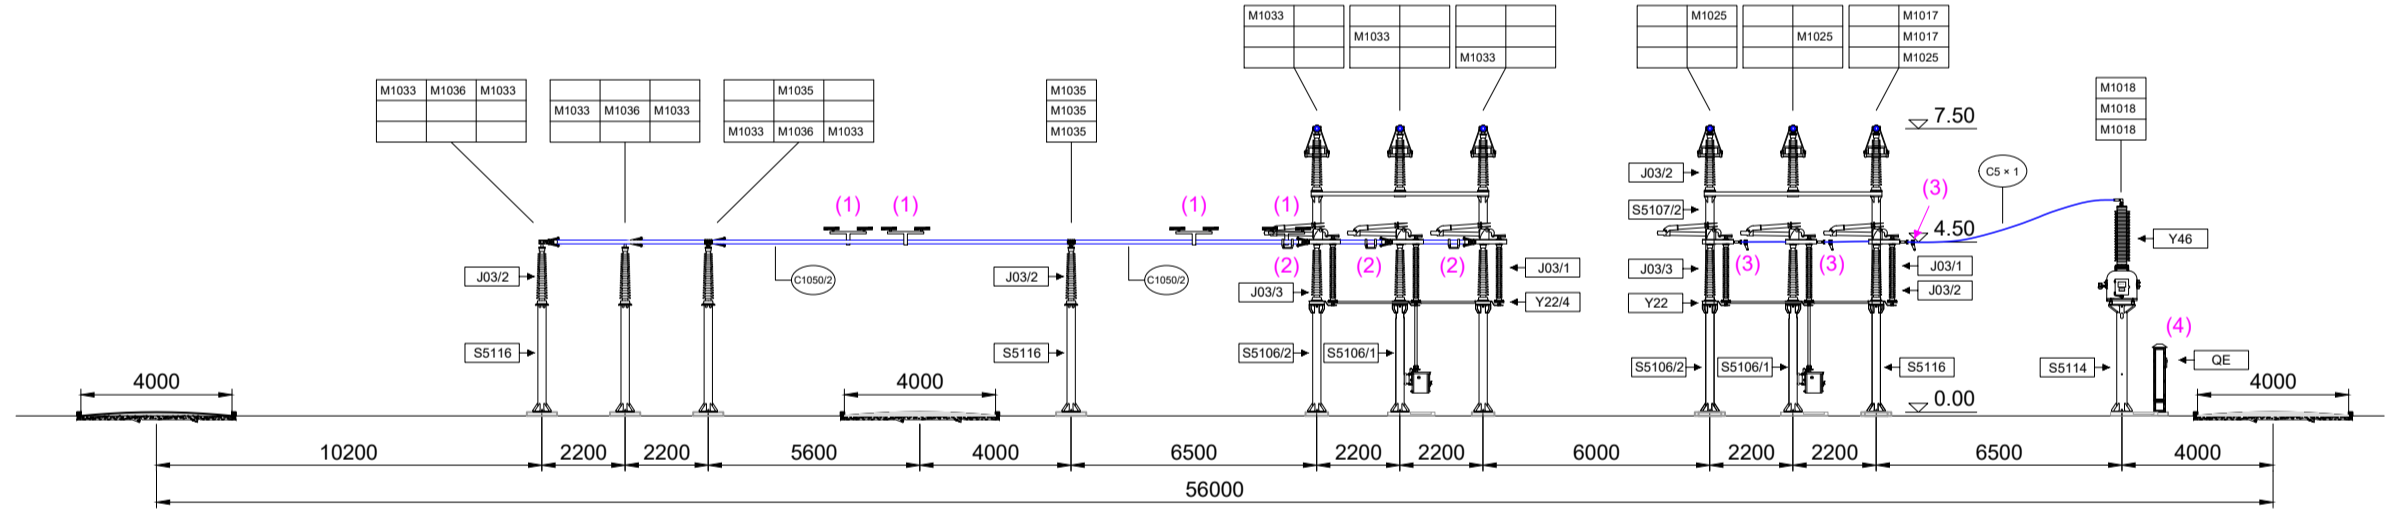 M1033 M1033 M1033
M1025 M1025 M1017
M1017
M1025
M1033 M1036 M1033
M1033 M1036 M1033
M1035
M1033 M1036 M1033
M1035
M1035
M1035
M1018
M1018
M1018
7.50
J03/2
C5 × 1
(3)
(1) (1) (1) (1)
S5107/2
4.50
Y46
J03/2
C1050/2
J03/2
C1050/2
(2) (2) (2)
J03/1
J03/3
Y22/4
J03/3
(3) (3)
J03/1
Y22
J03/2
S5116
S5116
S5106/2
S5106/1
S5106/2
S5106/1
S5116
S5114
(4)
QE
4000
4000
4000
0.00
10200 2200 2200 5600 4000 6500 2200 2200 6000 2200 2200 6500 4000
56000